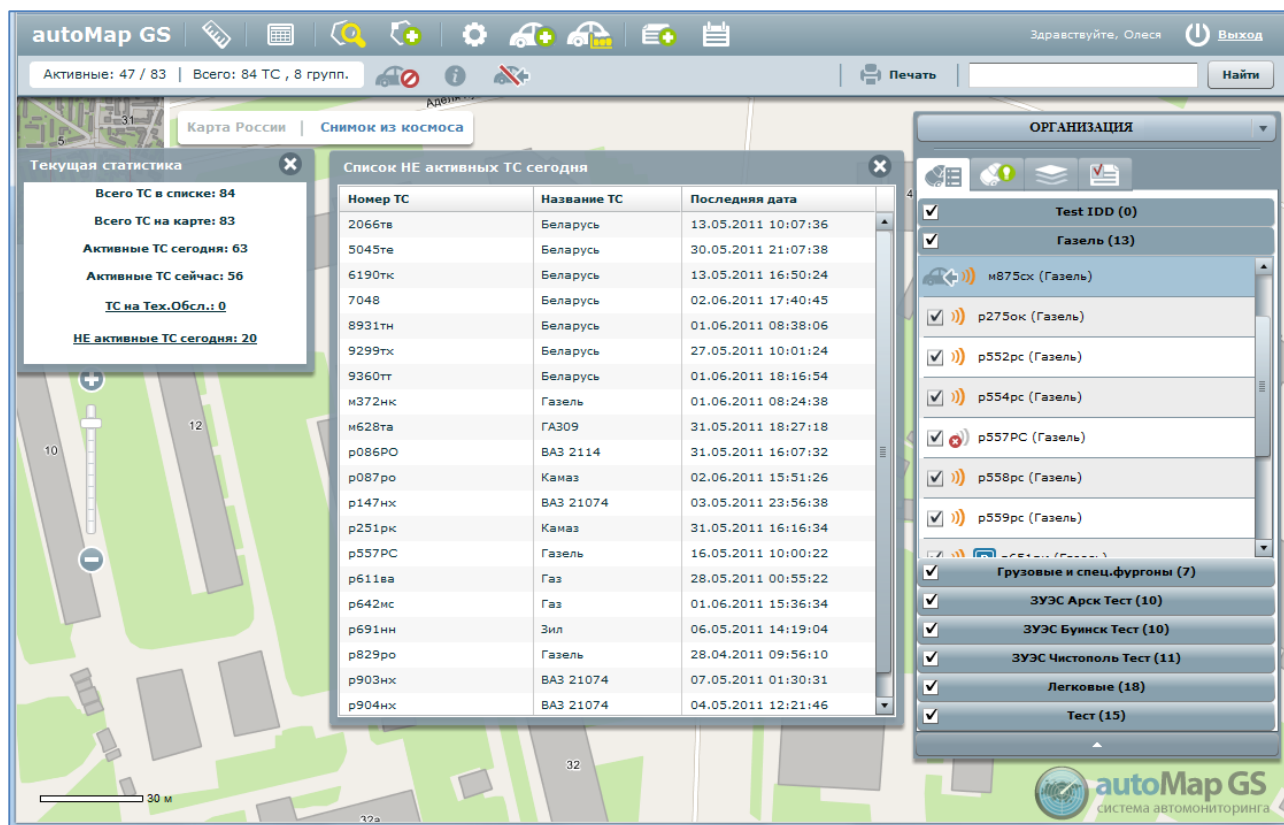 autoMap GS
Здравствуйте, Олеся
Выход
Активные: 47 / 83 | Всего: 84 ТС , 8 групп.
Печать
Найти
31
5
Карта России | Снимок из космоса
Текущая статистика
Всего ТС в списке: 84
Всего ТС на карте: 83
Активные ТС сегодня: 63
Активные ТС сейчас: 56
ТС на Тех.Обсл.: 0
НЕ активные ТС сегодня: 20
12
10
30 м
Список НЕ активных ТС сегодня
Номер ТС Название ТС Последняя дата
2066тв Беларусь 13.05.2011 10:07:36
5045те Беларусь 30.05.2011 21:07:38
6190тк Беларусь 13.05.2011 16:50:24
7048 Беларусь 02.06.2011 17:40:45
8931тн Беларусь 01.06.2011 08:38:06
9299тх Беларусь 27.05.2011 10:01:24
9360тт Беларусь 01.06.2011 18:16:54
м372нк Газель 01.06.2011 08:24:38
м628та ГАЗ09 31.05.2011 18:27:18
р086РО ВАЗ 2114 31.05.2011 16:07:32
р087ро Камаз 02.06.2011 15:51:26
р147нх ВАЗ 21074 03.05.2011 23:56:38
р251рк Камаз 31.05.2011 16:16:34
р557РС Газель 16.05.2011 10:00:22
р611ва Газ 28.05.2011 00:55:22
р642мс Газ 01.06.2011 15:36:34
р691нн Зил 06.05.2011 14:19:04
р829ро Газель 28.04.2011 09:56:10
р903нх ВАЗ 21074 07.05.2011 01:30:31
р904нх ВАЗ 21074 04.05.2011 12:21:46
32
32а
ОРГАНИЗАЦИЯ
Test IDD (0)
Газель (13)
м875сх (Газель)
р275ок (Газель)
р552рс (Газель)
р554рс (Газель)
р557РС (Газель)
р558рс (Газель)
р559рс (Газель)
Грузовые и спец.фургоны (7)
ЗУЭС Арск Тест (10)
ЗУЭС Буинск Тест (10)
ЗУЭС Чистополь Тест (11)
Легковые (18)
Тест (15)
autoMap GS
система автомониторинга